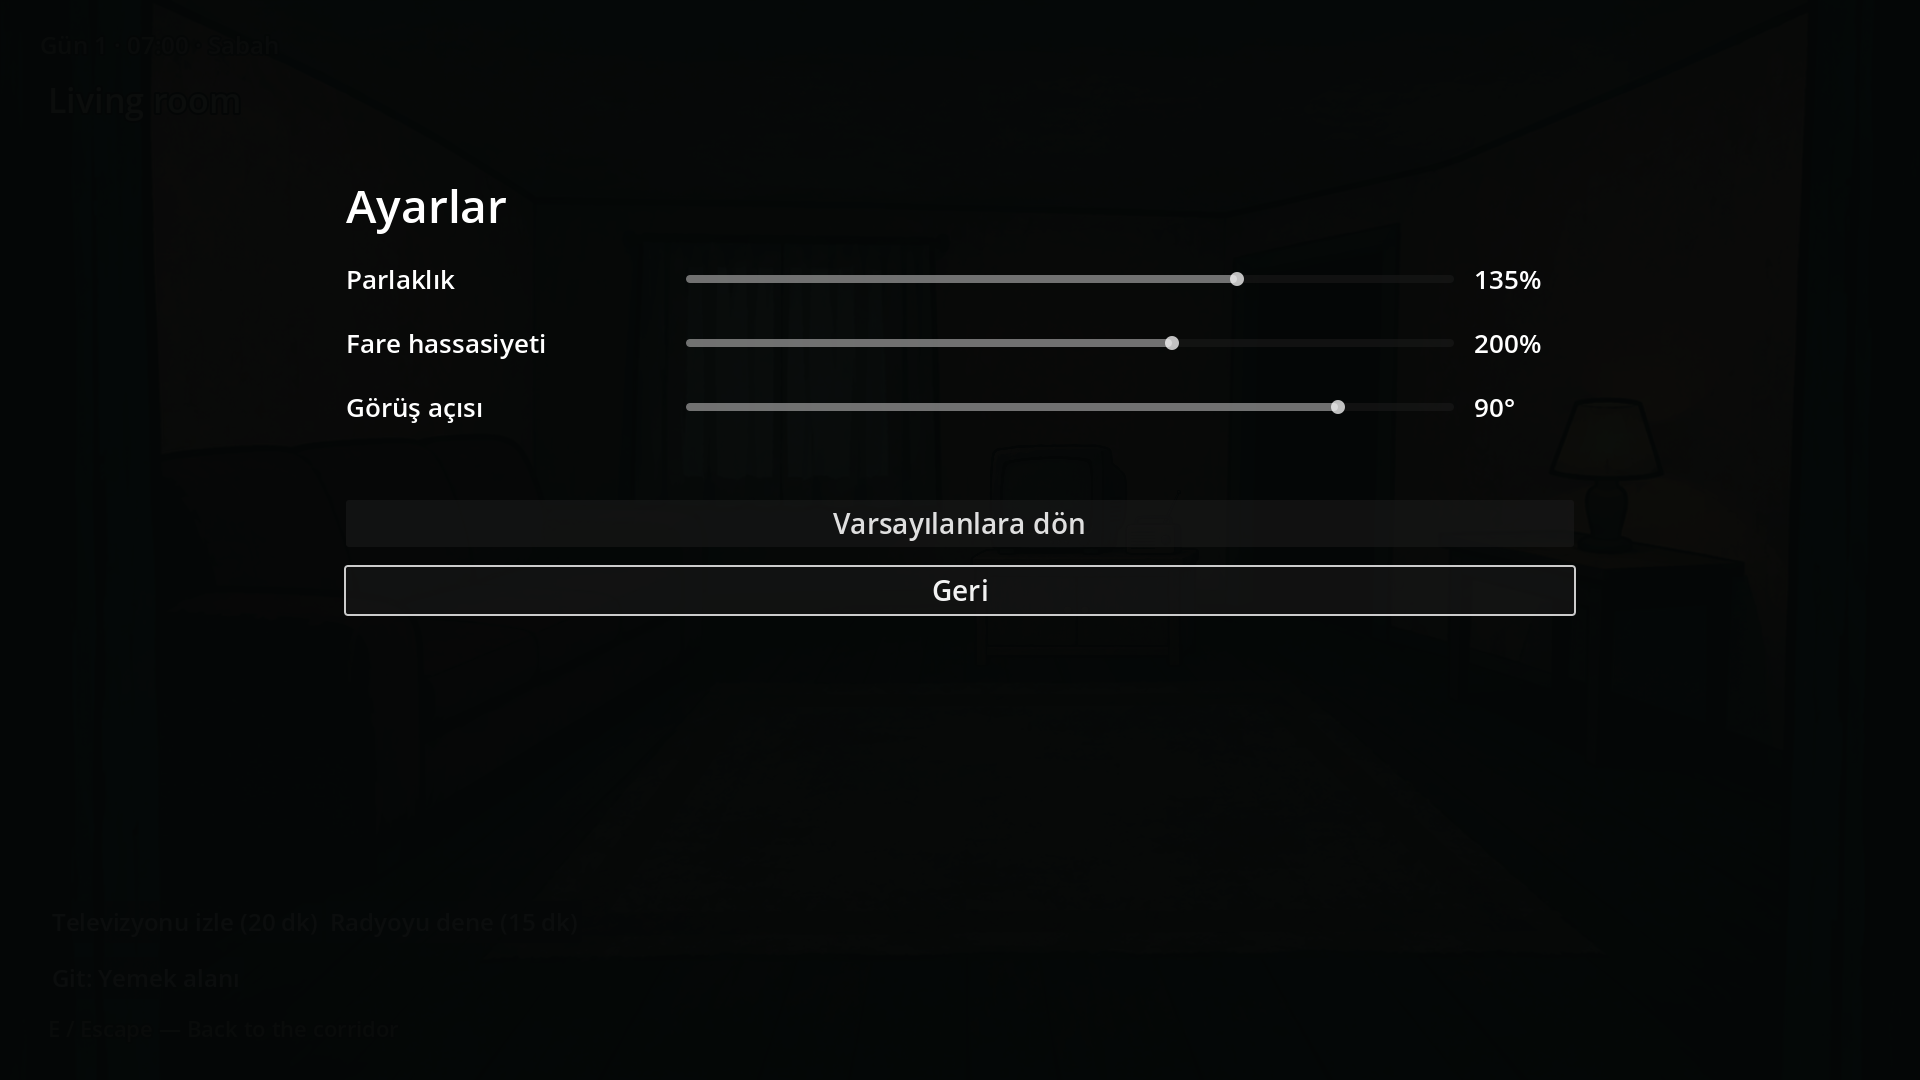 Gün 1 · 07:00 · Sabah
Living room
Ayarlar
Parlaklık 135%
Fare hassasiyeti 200%
Görüş açısı 90°
Varsayılanlara dön
Geri
Televizyonu izle (20 dk) Radyoyu dene (15 dk)
Git: Yemek alanı
E / Escape — Back to the corridor